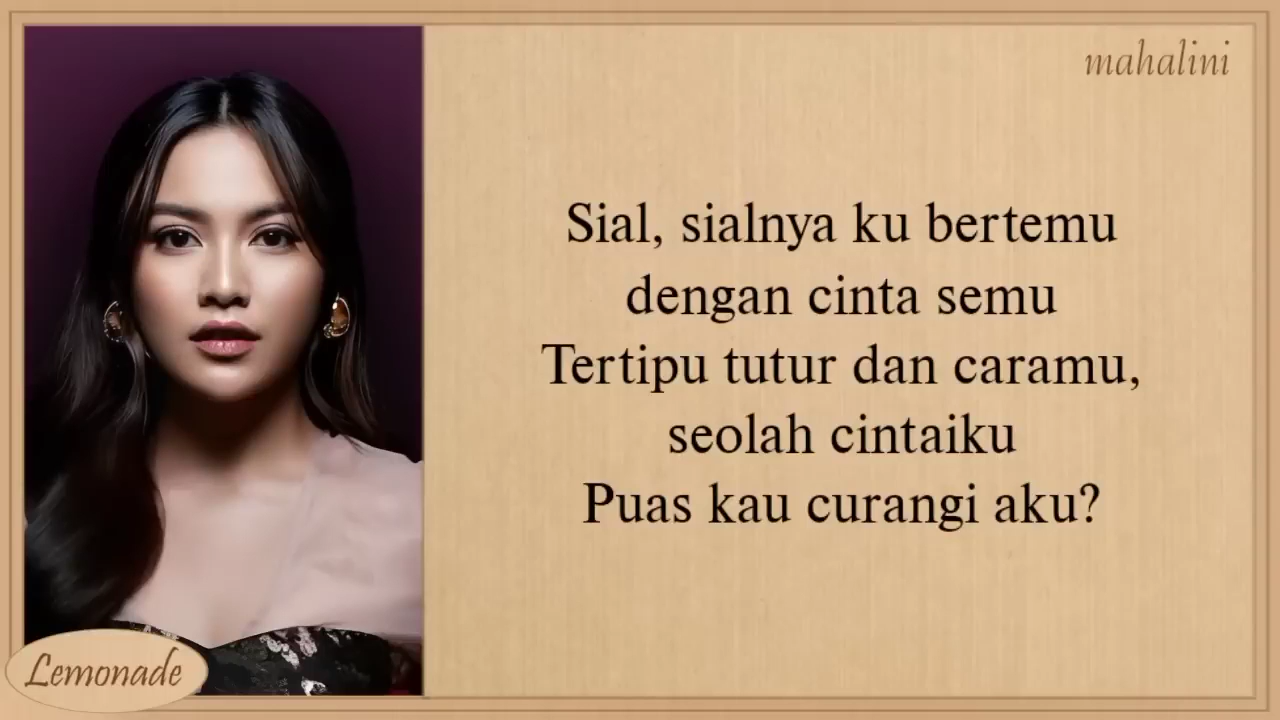 mahalini
Sial, sialnya ku bertemu
dengan cinta semu
Tertipu tutur dan caramu,
seolah cintaiku
Puas kau curangi aku?
Lemonade